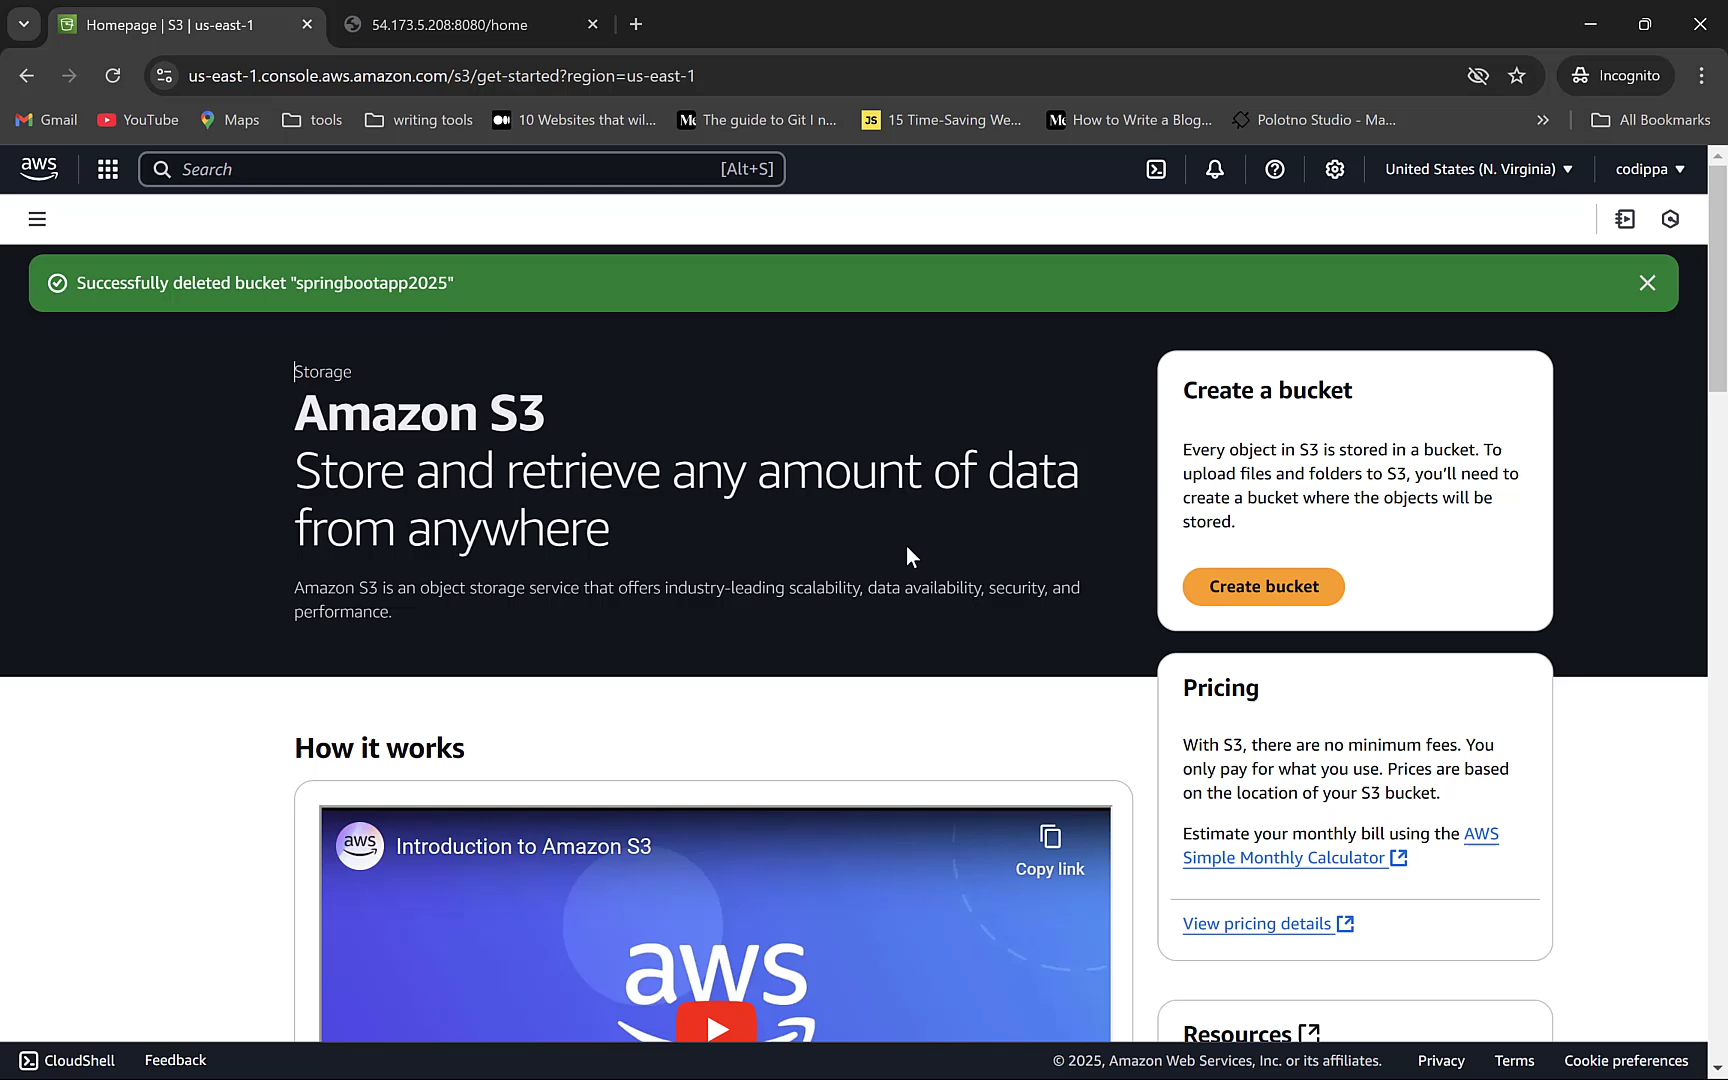 Homepage | S3 | us-east-1
54.173.5.208:8080/home
us-east-1.console.aws.amazon.com/s3/get-started?region=us-east-1
Incognito
Gmail
YouTube
Maps
tools
writing tools
10 Websites that wil...
The guide to Git I n...
JS 15 Time-Saving We...
How to Write a Blog...
Polotno Studio - Ma...
All Bookmarks
aws
Search
[Alt+S]
United States (N. Virginia)
codippa
Successfully deleted bucket "springbootapp2025"
Storage
Amazon S3
Store and retrieve any amount of data
from anywhere
Amazon S3 is an object storage service that offers industry-leading scalability, data availability, security, and
performance.
Create a bucket
Every object in S3 is stored in a bucket. To
upload files and folders to S3, you'll need to
create a bucket where the objects will be
stored.
Create bucket
Pricing
With S3, there are no minimum fees. You
only pay for what you use. Prices are based
on the location of your S3 bucket.
Estimate your monthly bill using the AWS
Simple Monthly Calculator
View pricing details
Resources
How it works
aws
Introduction to Amazon S3
Copy link
aws
CloudShell
Feedback
© 2025, Amazon Web Services, Inc. or its affiliates.
Privacy
Terms
Cookie preferences